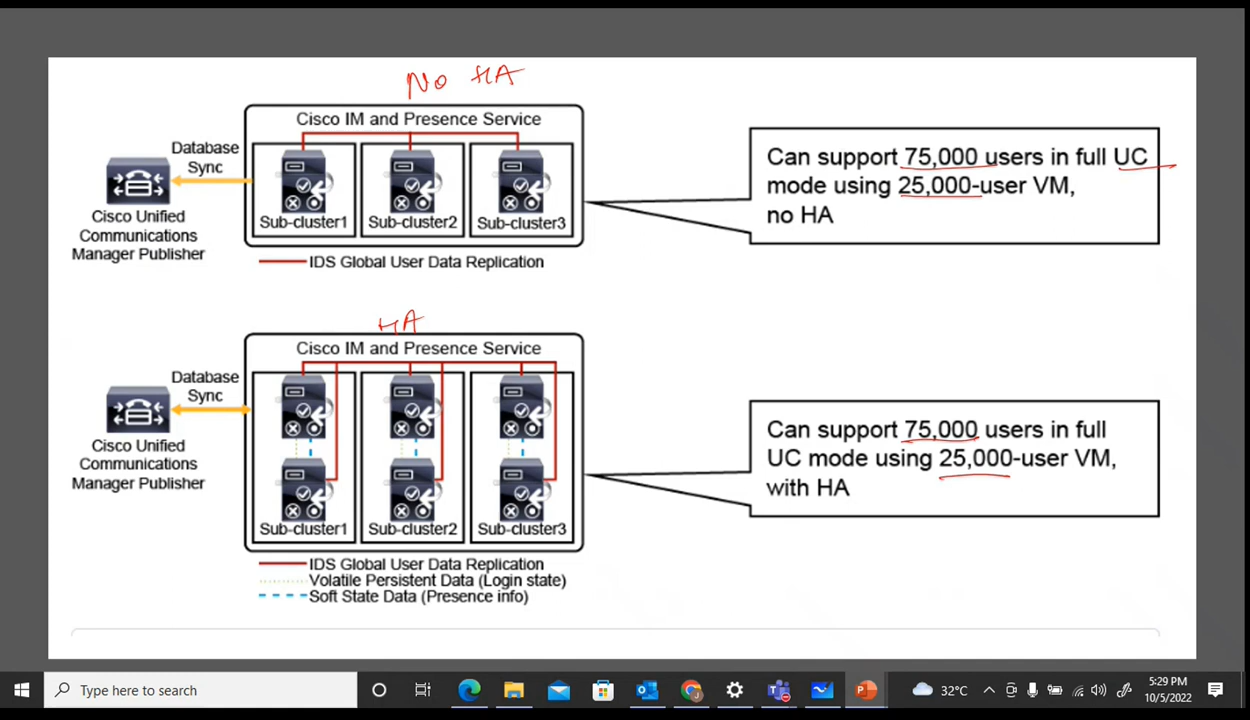 No HA
Cisco IM and Presence Service
Database
Sync
Cisco Unified
Communications
Manager Publisher
Sub-cluster1
Sub-cluster2
Sub-cluster3
IDS Global User Data Replication
Can support 75,000 users in full UC
mode using 25,000-user VM,
no HA
HA
Cisco IM and Presence Service
Database
Sync
Cisco Unified
Communications
Manager Publisher
Sub-cluster1
Sub-cluster2
Sub-cluster3
IDS Global User Data Replication
Volatile Persistent Data (Login state)
Soft State Data (Presence info)
Can support 75,000 users in full
UC mode using 25,000-user VM,
with HA
Type here to search
32°C
5:29 PM
10/5/2022